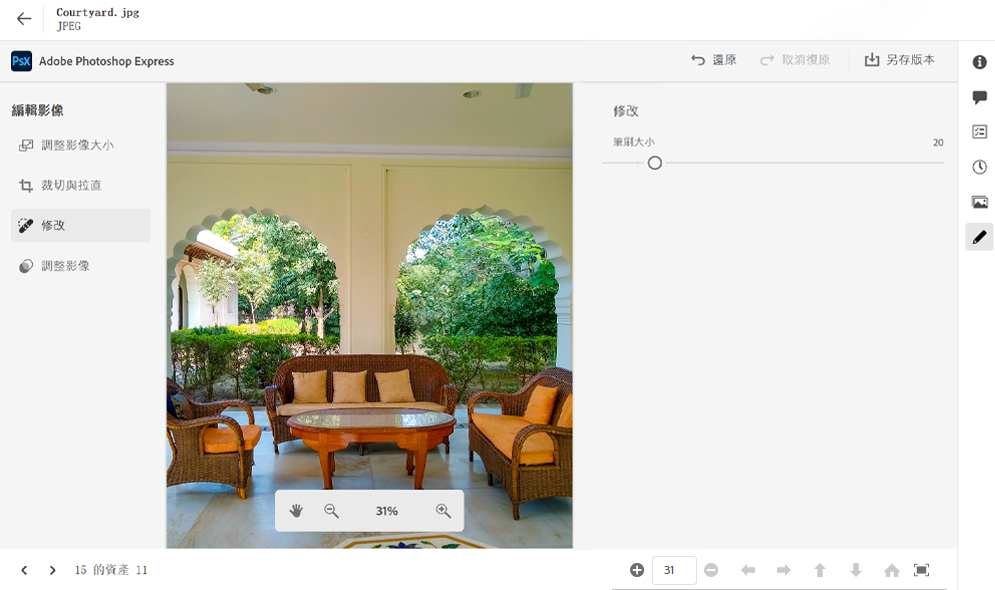 Courtyard.jpg
JPEG
PsX Adobe Photoshop Express
還原
取消復原
另存版本
編輯影像
調整影像大小
裁切與拉直
修改
調整影像
修改
筆刷大小 20
31%
15 的資產 11
31